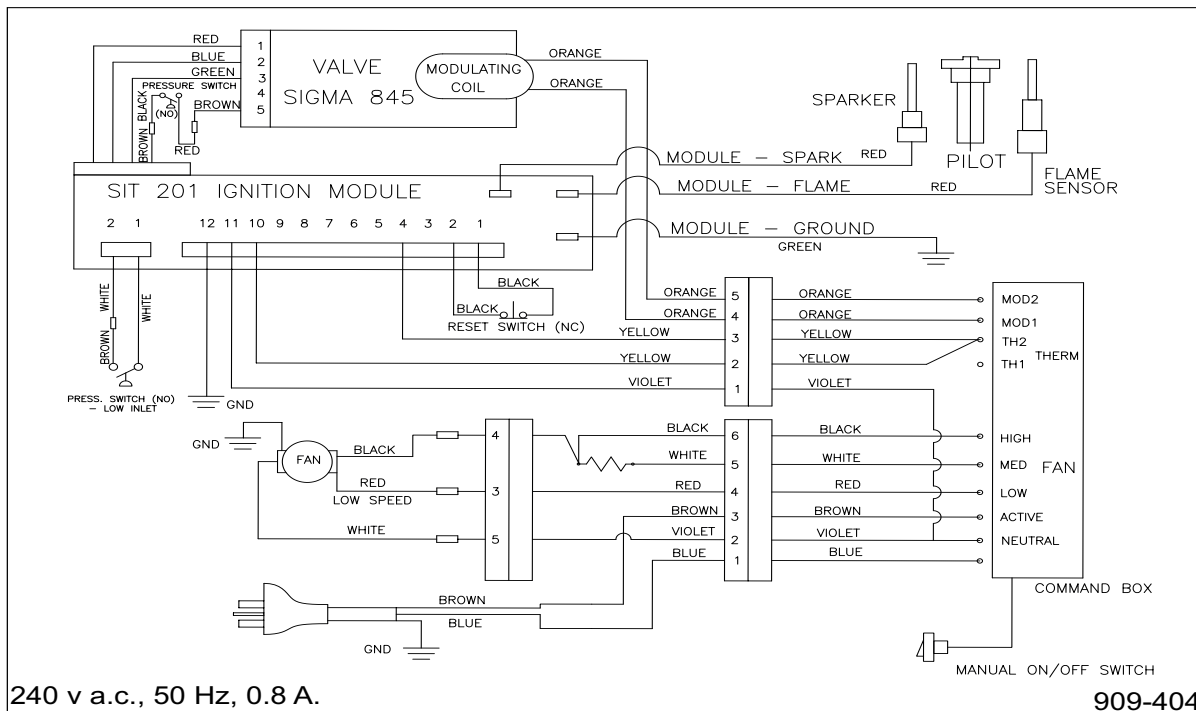 RED
BLUE
GREEN
PRESSURE SWITCH
(NO)
BLACK
BROWN
RED
BROWN
1
2
3
4
5
VALVE
SIGMA 845
MODULATING
COIL
ORANGE
ORANGE
SPARKER
PILOT
FLAME
SENSOR
MODULE - SPARK RED
MODULE - FLAME RED
MODULE - GROUND
GREEN
SIT 201 IGNITION MODULE
2 1
12 11 10 9 8 7 6 5 4 3 2 1
WHITE
BROWN
WHITE
PRESS. SWITCH (NO)
- LOW INLET
GND
BLACK
BLACK
RESET SWITCH (NC)
ORANGE 5 ORANGE MOD2
ORANGE 4 ORANGE MOD1
YELLOW 3 YELLOW TH2
THERM
YELLOW 2 YELLOW TH1
VIOLET 1 VIOLET
GND
FAN
BLACK 4
RED 3
LOW SPEED
WHITE 5
BLACK 6 BLACK HIGH
WHITE 5 WHITE MED
FAN
RED 4 RED LOW
BROWN 3 BROWN ACTIVE
VIOLET 2 VIOLET NEUTRAL
BLUE 1 BLUE
COMMAND BOX
BROWN
BLUE
GND
MANUAL ON/OFF SWITCH
240 v a.c., 50 Hz, 0.8 A.
909-404